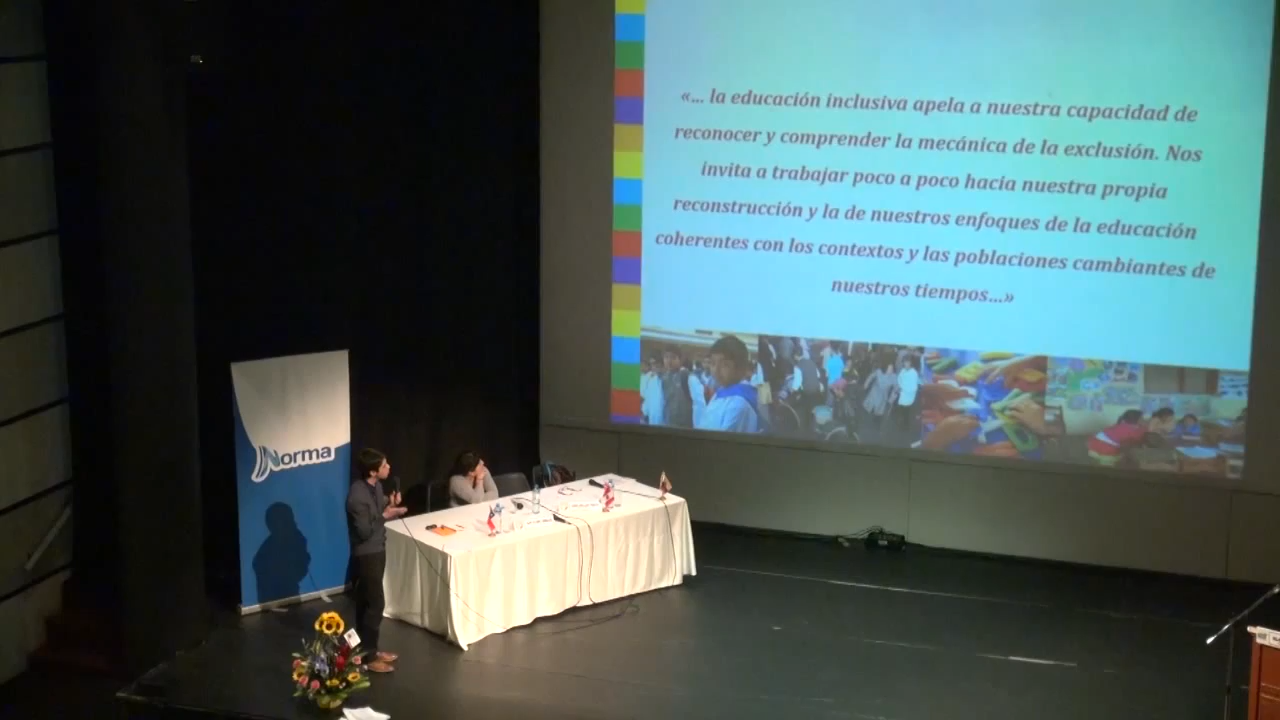 «... la educación inclusiva apela a nuestra capacidad de
reconocer y comprender la mecánica de la exclusión. Nos
invita a trabajar poco a poco hacia nuestra propia
reconstrucción y la de nuestros enfoques de la educación
coherentes con los contextos y las poblaciones cambiantes de
nuestros tiempos...»
Norma